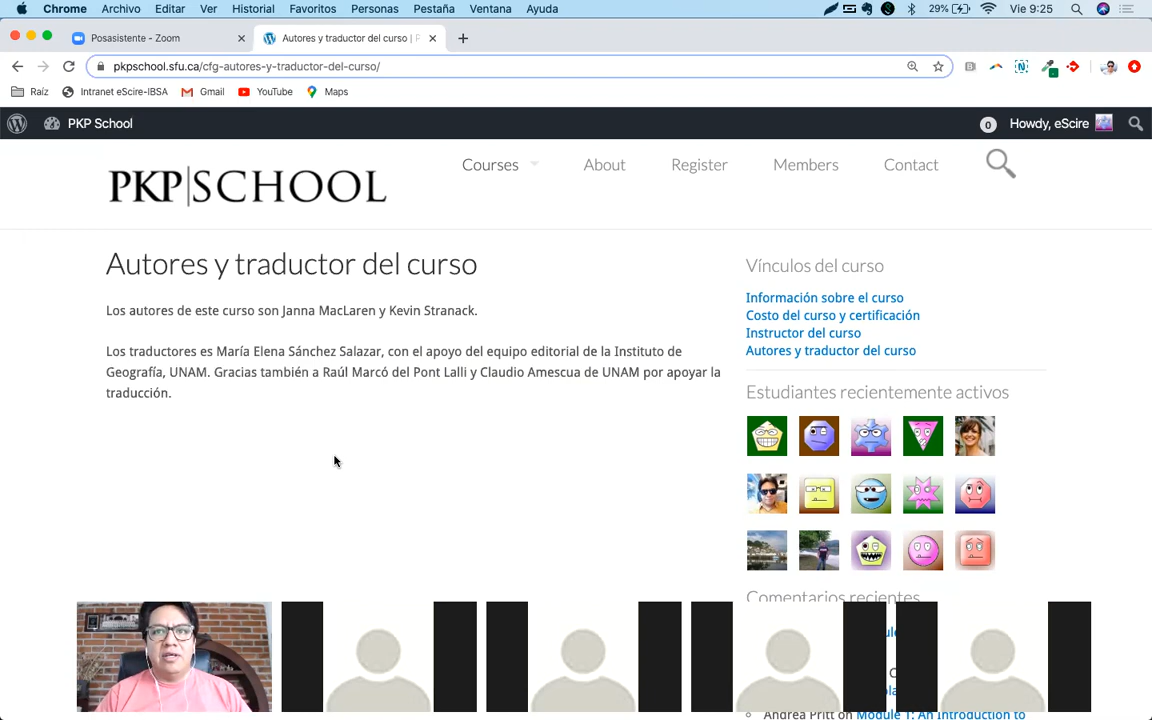 Chrome Archivo Editar Ver Historial Favoritos Personas Pestaña Ventana Ayuda 29% Vie 9:25
Posasistente - Zoom Autores y traductor del curso |
pkpschool.sfu.ca/cfg-autores-y-traductor-del-curso/
Raíz Intranet eScire-IBSA Gmail YouTube Maps
PKP School 0 Howdy, eScire
PKP|SCHOOL Courses About Register Members Contact
Autores y traductor del curso
Los autores de este curso son Janna MacLaren y Kevin Stranack.
Los traductores es María Elena Sánchez Salazar, con el apoyo del equipo editorial de la Instituto de
Geografía, UNAM. Gracias también a Raúl Marcó del Pont Lalli y Claudio Amescua de UNAM por apoyar la
traducción.
Vínculos del curso
Información sobre el curso
Costo del curso y certificación
Instructor del curso
Autores y traductor del curso
Estudiantes recientemente activos
Comentarios recientes
Andrea Pritt on Module 1: An Introduction to